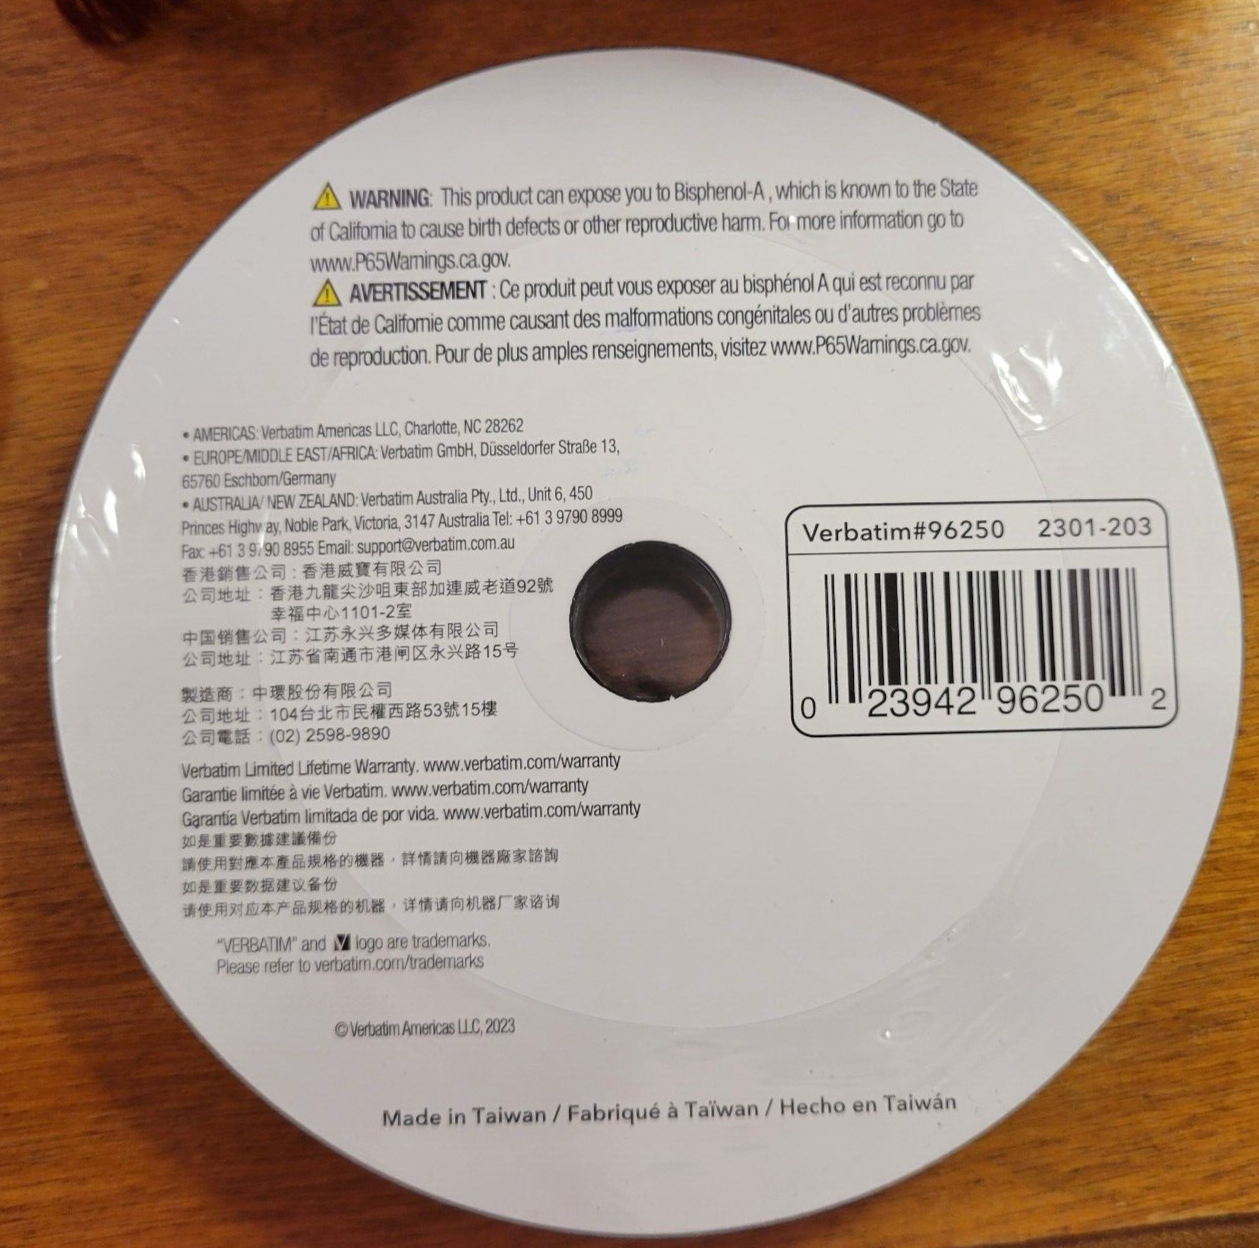 WARNING: This product can expose you to Bisphenol-A , which is known to the State
of California to cause birth defects or other reproductive harm. For more information go to
www.P65Warnings.ca.gov.
AVERTISSEMENT : Ce produit peut vous exposer au bisphénol A qui est reconnu par
l'État de Californie comme causant des malformations congénitales ou d'autres problèmes
de reproduction. Pour de plus amples renseignements, visitez www.P65Warnings.ca.gov.
• AMERICAS: Verbatim Americas LLC, Charlotte, NC 28262
• EUROPE/MIDDLE EAST/AFRICA: Verbatim GmbH, Düsseldorfer Straße 13,
65760 Eschborn/Germany
• AUSTRALIA/ NEW ZEALAND: Verbatim Australia Pty., Ltd., Unit 6, 450
Princes Highway, Noble Park, Victoria, 3147 Australia Tel: +61 3 9790 8999
Fax: +61 3 9790 8955 Email: support@verbatim.com.au
香港銷售公司：香港威寶有限公司
公司地址：香港九龍尖沙咀東部加連威老道92號
幸福中心1101-2室
中国销售公司：江苏永兴多媒体有限公司
公司地址：江苏省南通市港闸区永兴路15号
製造商：中環股份有限公司
公司地址：104台北市民權西路53號15樓
公司電話：(02) 2598-9890
Verbatim Limited Lifetime Warranty. www.verbatim.com/warranty
Garantie limitée à vie Verbatim. www.verbatim.com/warranty
Garantía Verbatim limitada de por vida. www.verbatim.com/warranty
如是重要數據建議備份
請使用對應本產品規格的機器，詳情請向機器廠家諮詢
如是重要数据建议备份
请使用对应本产品规格的机器，详情请向机器厂家谘询
"VERBATIM" and V logo are trademarks.
Please refer to verbatim.com/trademarks
© Verbatim Americas LLC, 2023
Made in Taiwan / Fabriqué à Taïwan / Hecho en Taiwán
Verbatim#96250 2301-203
0 23942 96250 2